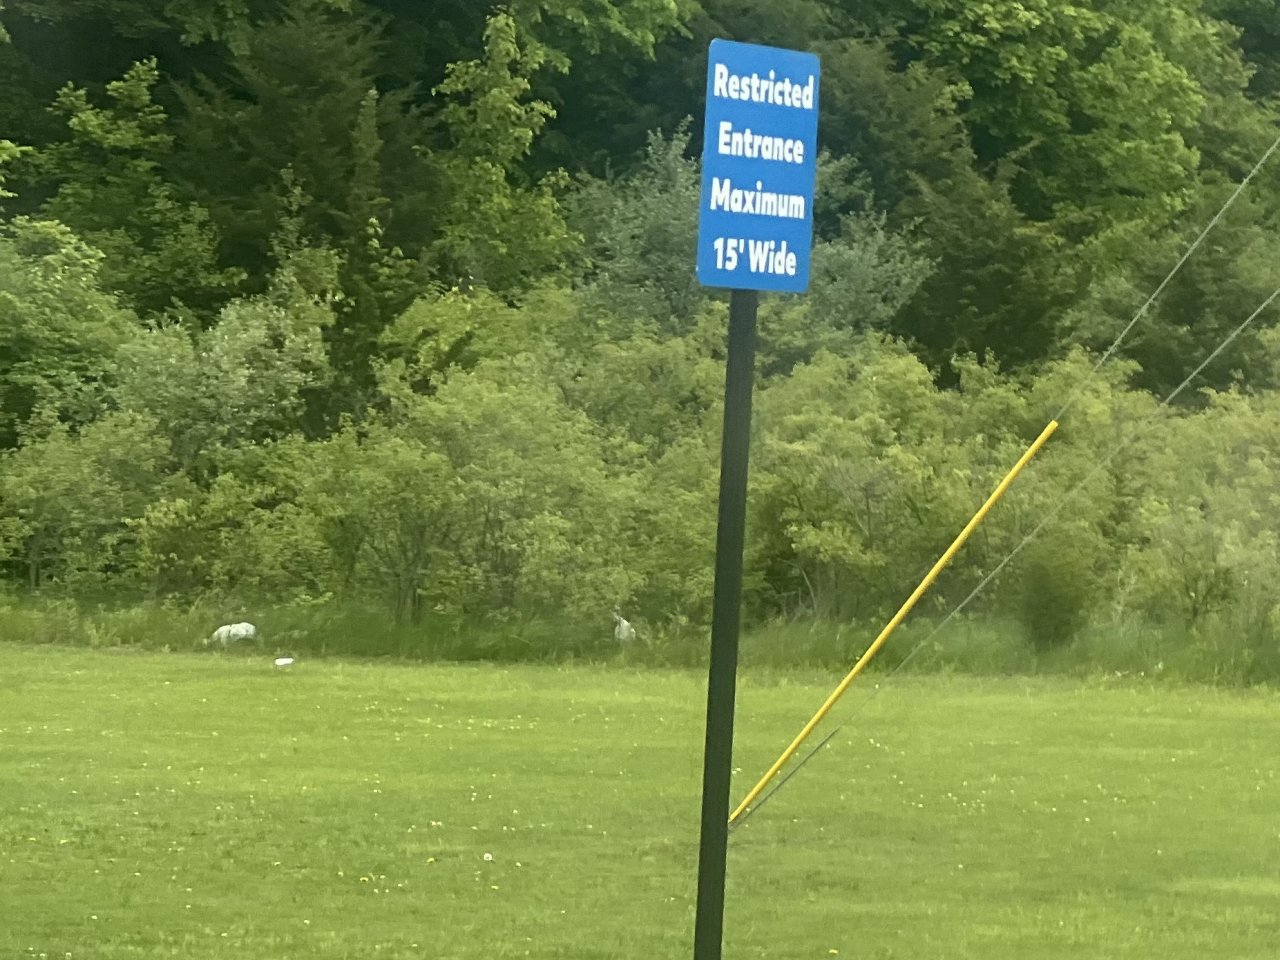 Restricted
Entrance
Maximum
15' Wide